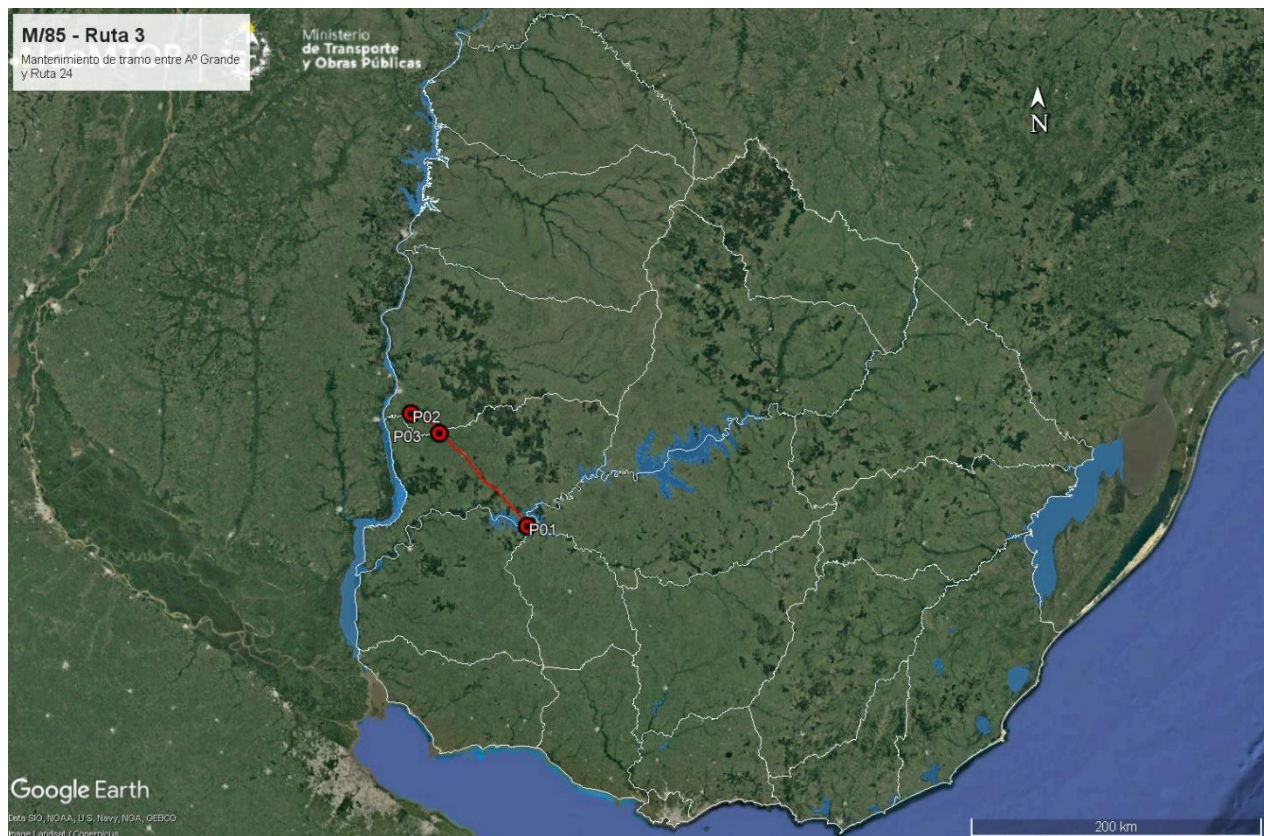 M/85 - Ruta 3
Mantenimiento de tramo entre Aº Grande
y Ruta 24
Ministerio
de Transporte
y Obras Públicas
N
P02
P03
P01
Google Earth
Data SIO, NOAA, U.S. Navy, NGA, GEBCO
Image Landsat / Copernicus
200 km